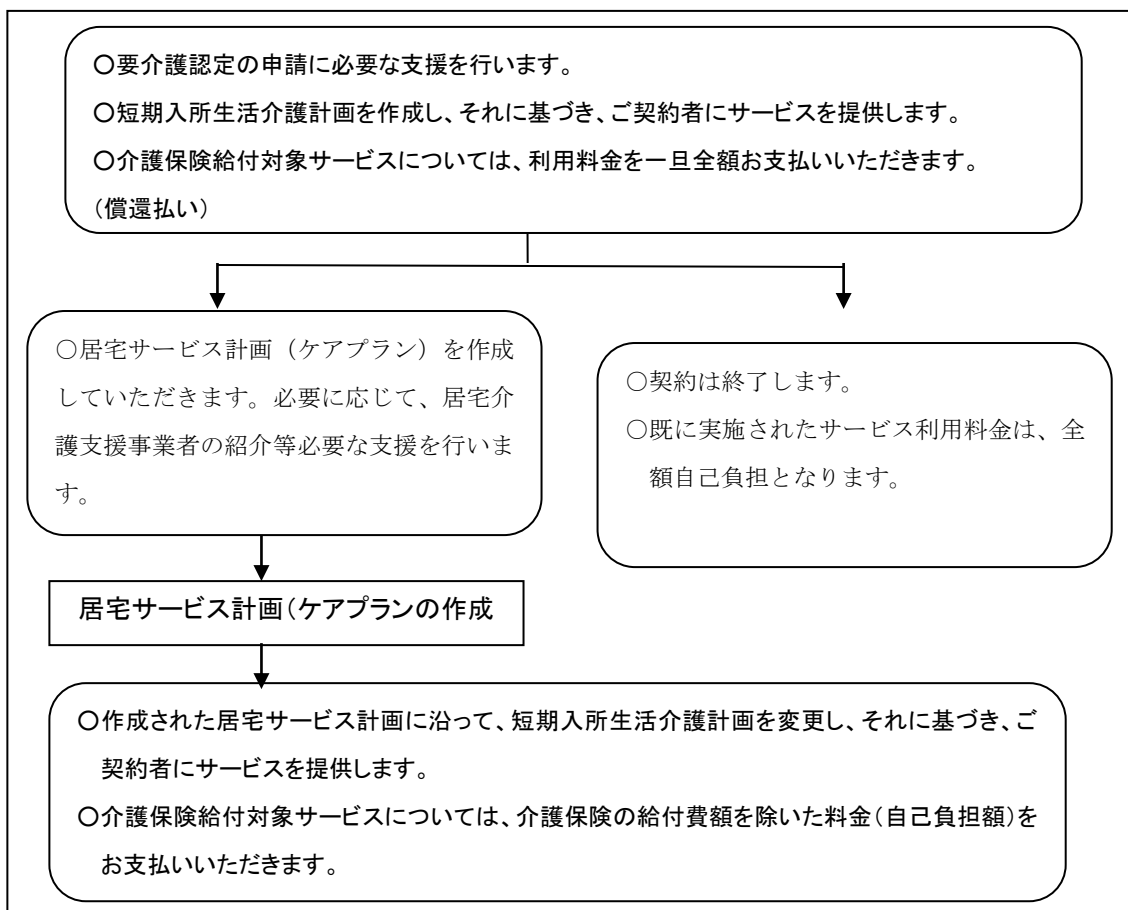 〇要介護認定の申請に必要な支援を行います。
〇短期入所生活介護計画を作成し、それに基づき、ご契約者にサービスを提供します。
〇介護保険給付対象サービスについては、利用料金を一旦全額お支払いいただきます。
(償還払い)
〇居宅サービス計画（ケアプラン）を作成
していただきます。必要に応じて、居宅介
護支援事業者の紹介等必要な支援を行いま
す。
〇契約は終了します。
〇既に実施されたサービス利用料金は、全
額自己負担となります。
居宅サービス計画(ケアプランの作成
〇作成された居宅サービス計画に沿って、短期入所生活介護計画を変更し、それに基づき、ご
契約者にサービスを提供します。
〇介護保険給付対象サービスについては、介護保険の給付費額を除いた料金(自己負担額)を
お支払いいただきます。